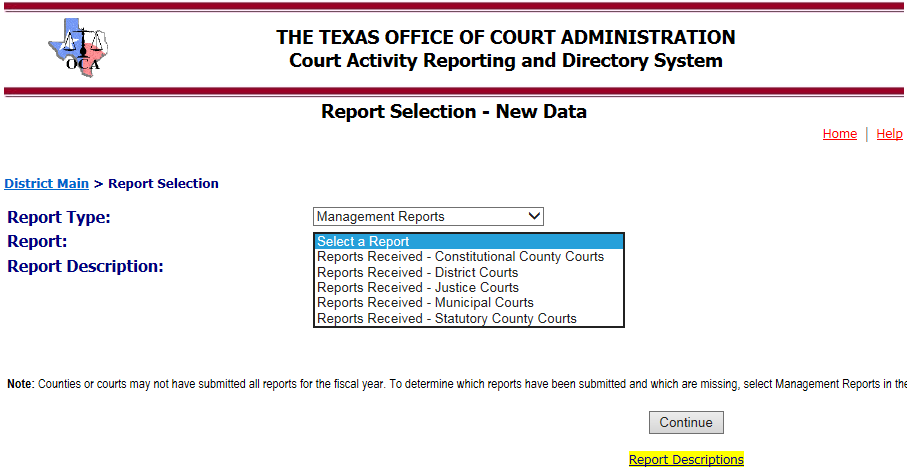 OCA
THE TEXAS OFFICE OF COURT ADMINISTRATION
Court Activity Reporting and Directory System
Report Selection - New Data
Home | Help
District Main > Report Selection
Report Type: Management Reports
Report: Select a Report
Reports Received - Constitutional County Courts
Report Description: Reports Received - District Courts
Reports Received - Justice Courts
Reports Received - Municipal Courts
Reports Received - Statutory County Courts
Note: Counties or courts may not have submitted all reports for the fiscal year. To determine which reports have been submitted and which are missing, select Management Reports in the
Continue
Report Descriptions